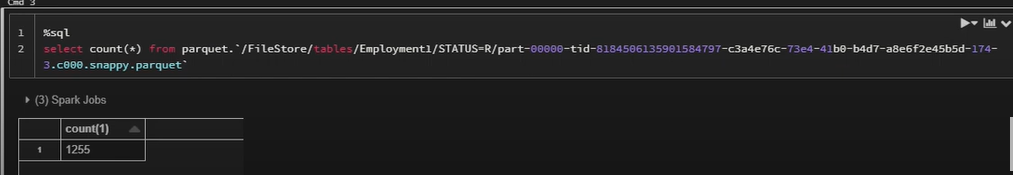 Cmd 3
1 %sql
2 select count(*) from parquet.`/FileStore/tables/Employment1/STATUS=R/part-00000-tid-8184506135901584797-c3a4e76c-73e4-41b0-b4d7-a8e6f2e45b5d-174-
3.c000.snappy.parquet`
(3) Spark Jobs
count(1)
1 1255